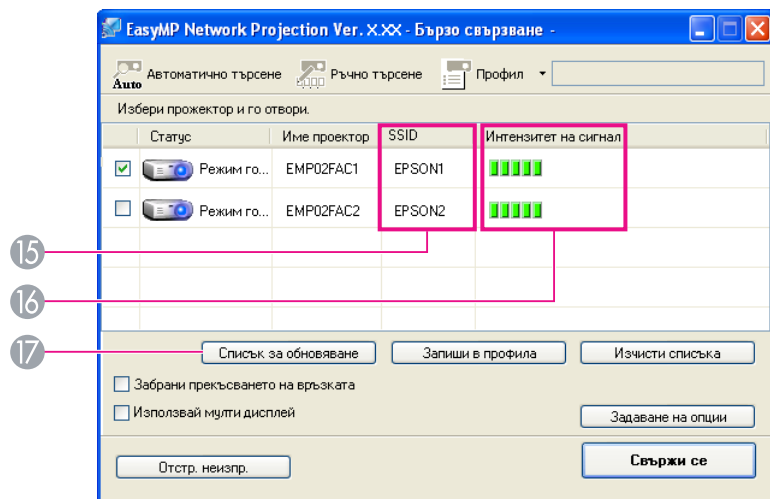 EasyMP Network Projection Ver. X.XX - Бързо свързване -
Auto Автоматично търсене Ръчно търсене Профил
Избери прожектор и го отвори.
Статус Име проектор SSID Интензитет на сигнал
Режим го... EMP02FAC1 EPSON1
Режим го... EMP02FAC2 EPSON2
15
16
17
Списък за обновяване Запиши в профила Изчисти списъка
Забрани прекъсването на връзката
Използвай мулти дисплей Задаване на опции
Отстр. неизпр. Свържи се